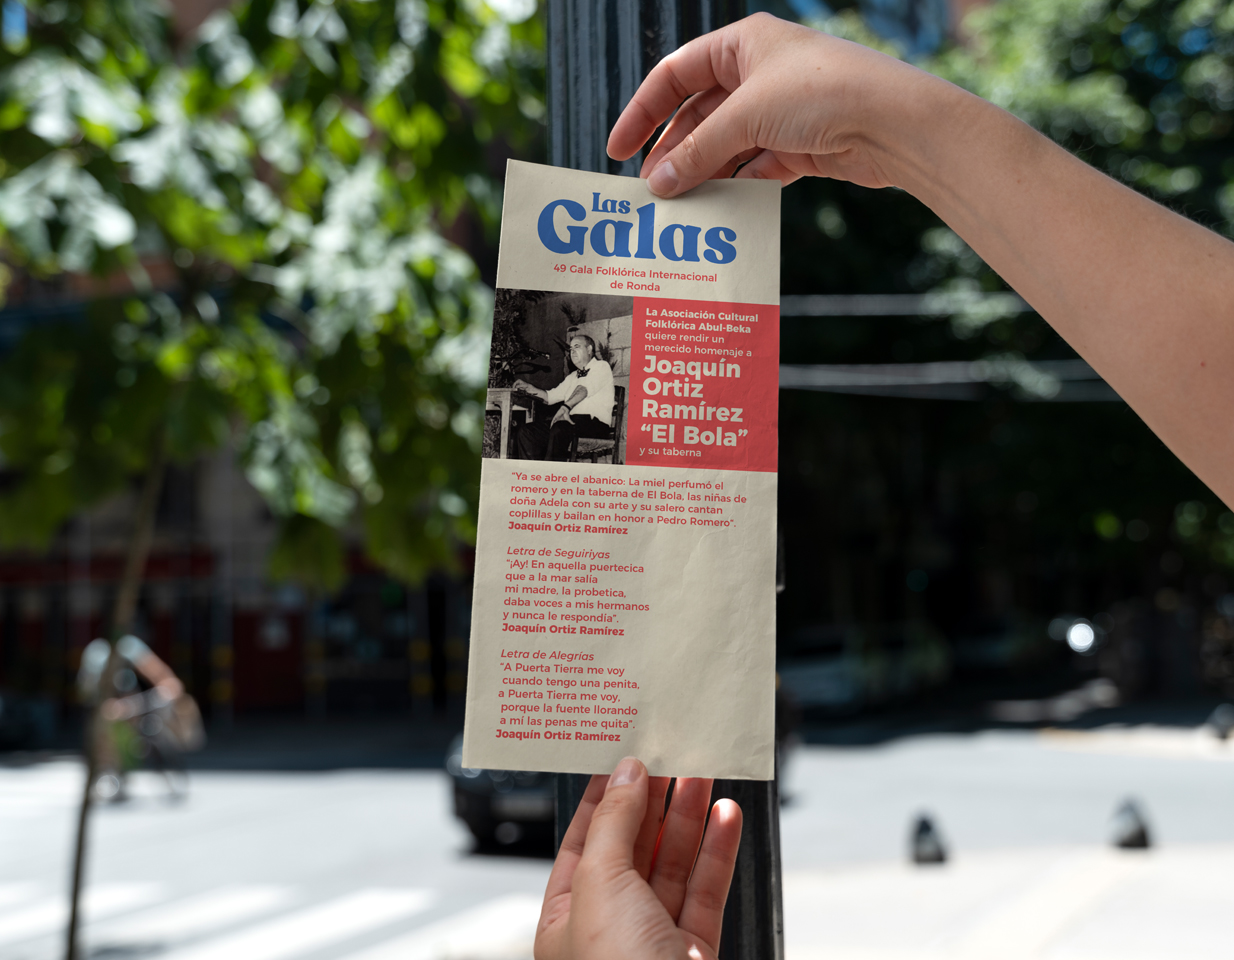 Las
Galas
49 Gala Folklórica Internacional
de Ronda
La Asociación Cultural
Folklórica Abul-Beka
quiere rendir un
merecido homenaje a
Joaquín
Ortiz
Ramírez
“El Bola”
y su taberna
“Ya se abre el abanico: La miel perfumó el
romero y en la taberna de El Bola, las niñas de
doña Adela con su arte y su salero cantan
coplillas y bailan en honor a Pedro Romero”.
Joaquín Ortiz Ramírez
Letra de Seguiriyas
“¡Ay! En aquella puertecica
que a la mar salía
mi madre, la probetica,
daba voces a mis hermanos
y nunca le respondía”.
Joaquín Ortiz Ramírez
Letra de Alegrías
“A Puerta Tierra me voy
cuando tengo una penita,
a Puerta Tierra me voy,
porque la fuente llorando
a mí las penas me quita”.
Joaquín Ortiz Ramírez